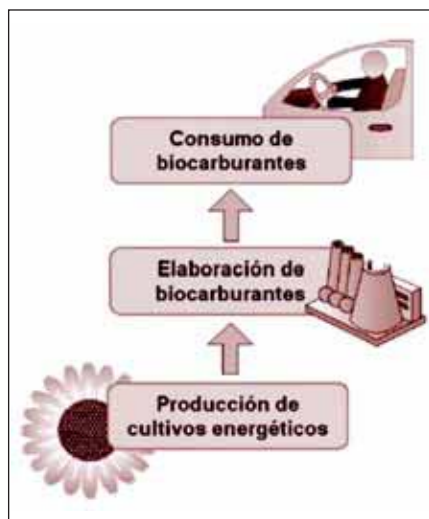 Consumo de
biocarburantes
Elaboración de
biocarburantes
Producción de
cultivos energéticos